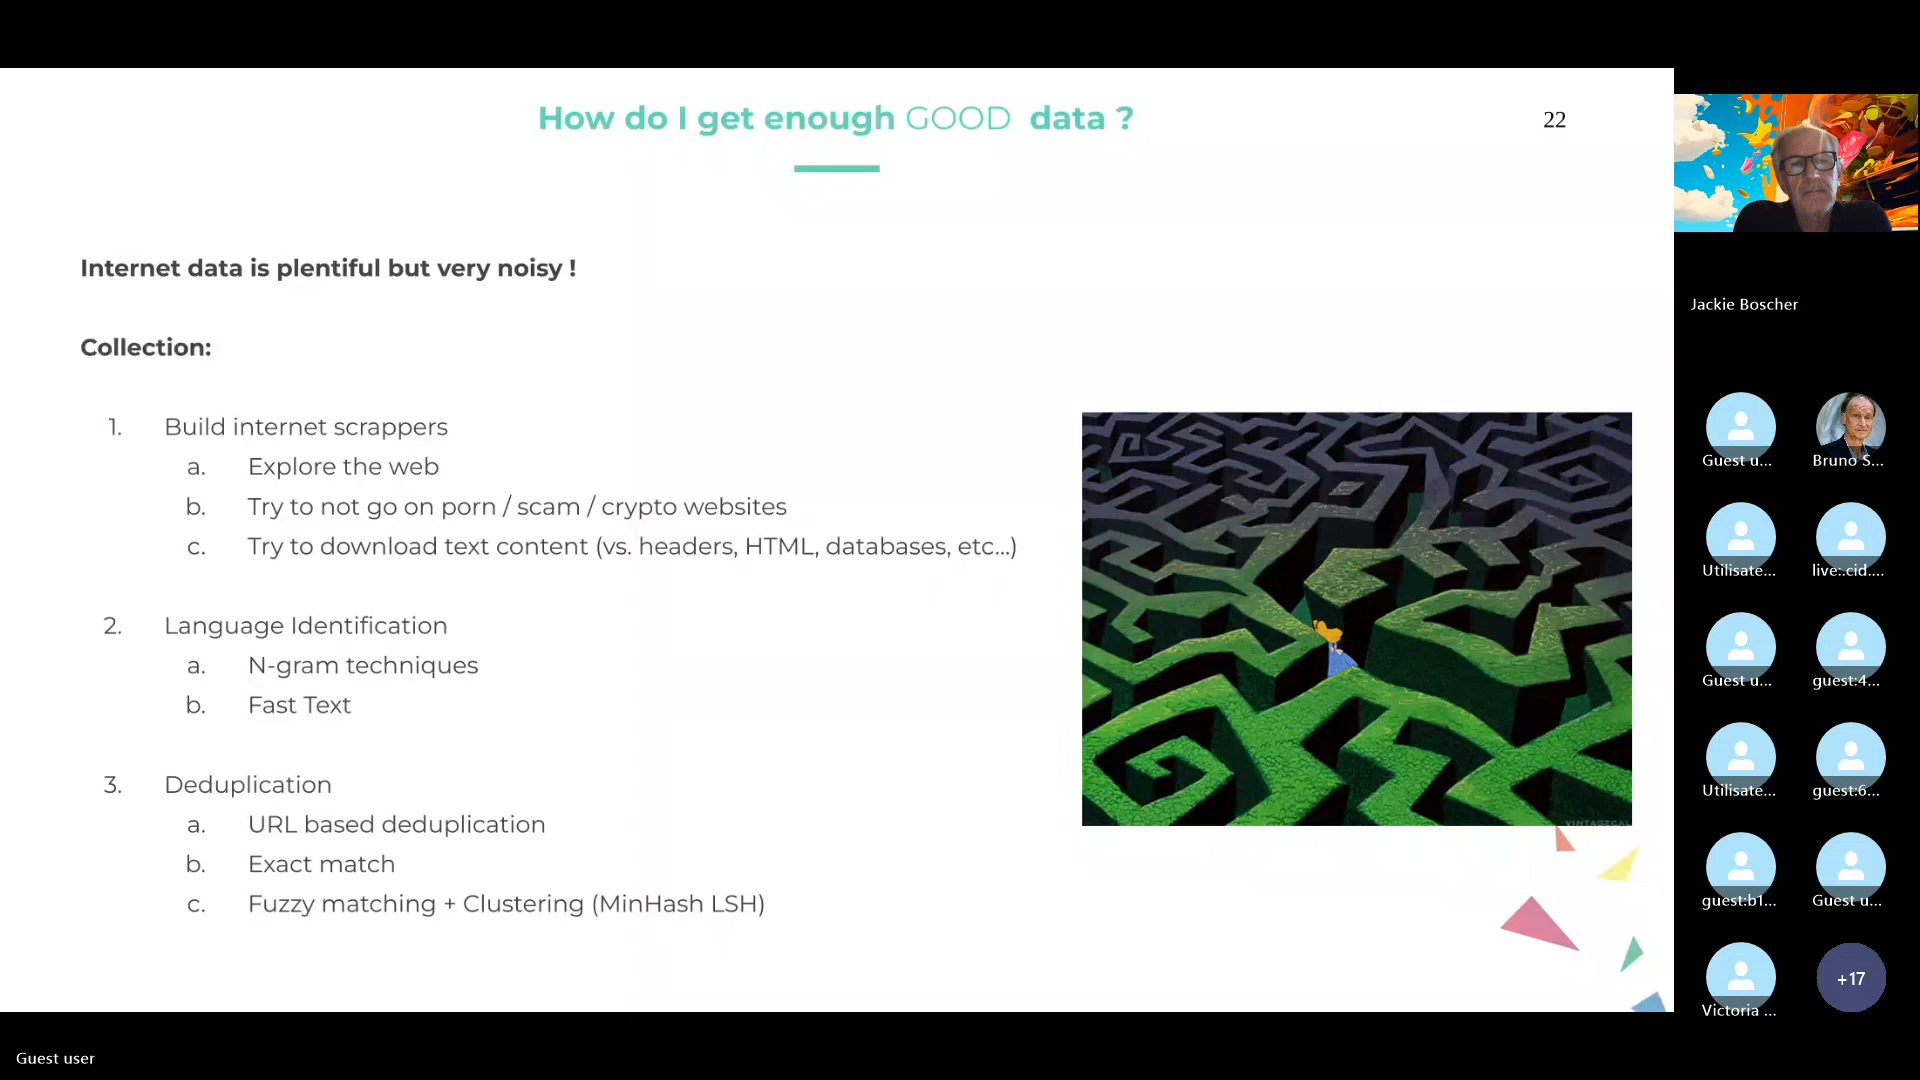 How do I get enough GOOD data ?
22
Internet data is plentiful but very noisy !
Collection:
1. Build internet scrappers
a. Explore the web
b. Try to not go on porn / scam / crypto websites
c. Try to download text content (vs. headers, HTML, databases, etc...)
2. Language Identification
a. N-gram techniques
b. Fast Text
3. Deduplication
a. URL based deduplication
b. Exact match
c. Fuzzy matching + Clustering (MinHash LSH)
VINTAGEGAL
Jackie Boscher
Guest u...
Bruno S...
Utilisate...
live:.cid....
Guest u...
guest:4...
Utilisate...
guest:6...
guest:b1...
Guest u...
Victoria ...
+17
Guest user